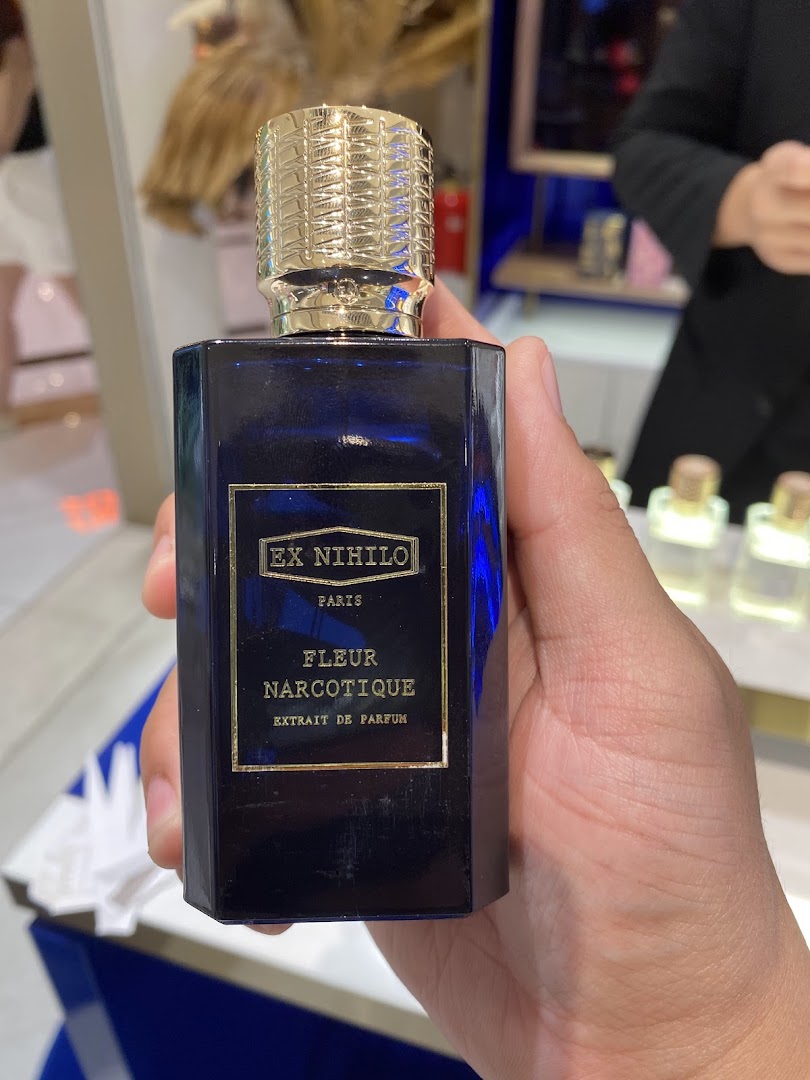 EX NIHILO
PARIS
FLEUR
NARCOTIQUE
EXTRAIT DE PARFUM